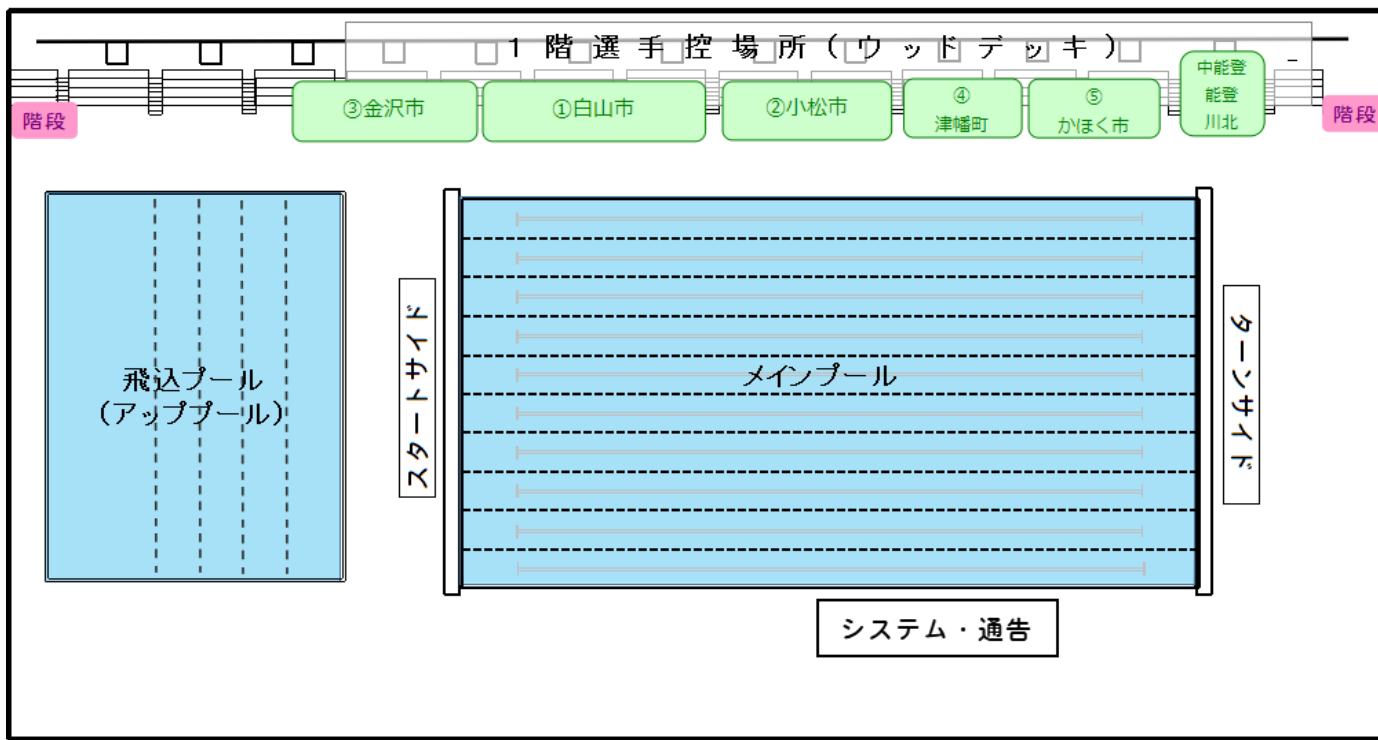 1階選手控場所(ウッドデッキ)
階段
③金沢市
①白山市
②小松市
④
津幡町
⑤
かほく市
中能登
能登
川北
階段
飛込プール
(アッププール)
スタートサイド
メインプール
ターンサイド
システム・通告